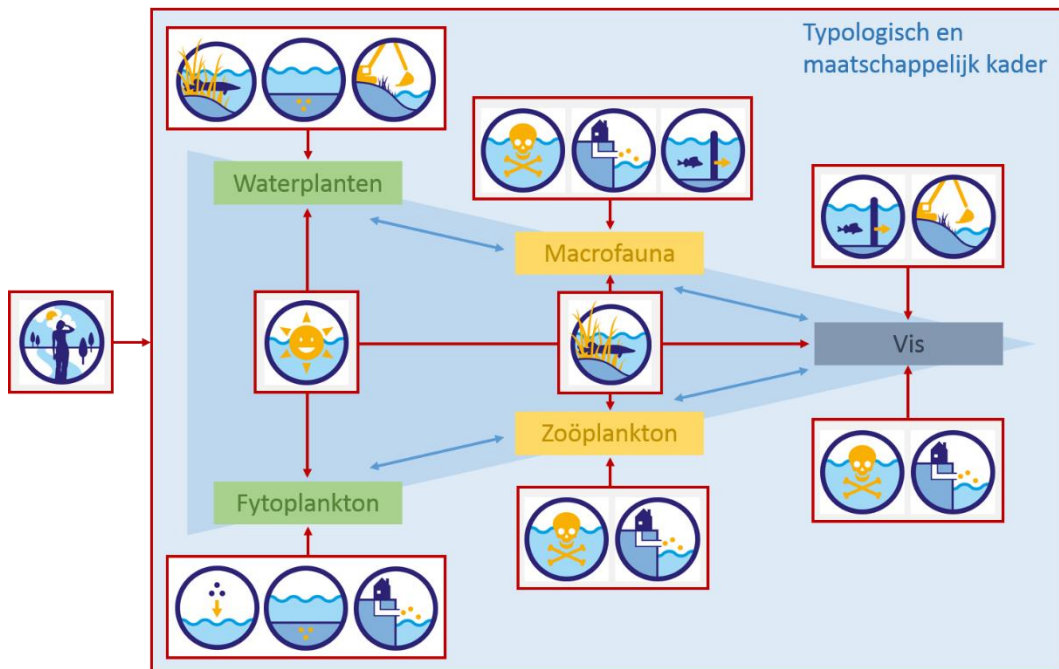 Typologisch en
maatschappelijk kader
Waterplanten
Macrofauna
Vis
Zoöplankton
Fytoplankton